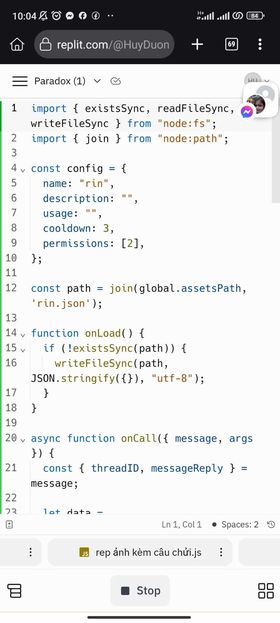 10:04
84
replit.com/@HuyDuon
69
Paradox (1)
HU
1 import { existsSync, readFileSync,
writeFileSync } from "node:fs";
2 import { join } from "node:path";
3
4 const config = {
5 name: "rin",
6 description: "",
7 usage: "",
8 cooldown: 3,
9 permissions: [2],
10 };
11
12 const path = join(global.assetsPath,
'rin.json');
13
14 function onLoad() {
15 if (!existsSync(path)) {
16 writeFileSync(path,
JSON.stringify({}), "utf-8");
17 }
18 }
19
20 async function onCall({ message, args
}) {
21 const { threadID, messageReply } =
message;
22
23 let data =
Ln 1, Col 1 Spaces: 2
JS rep ảnh kèm câu chửi.js
Stop